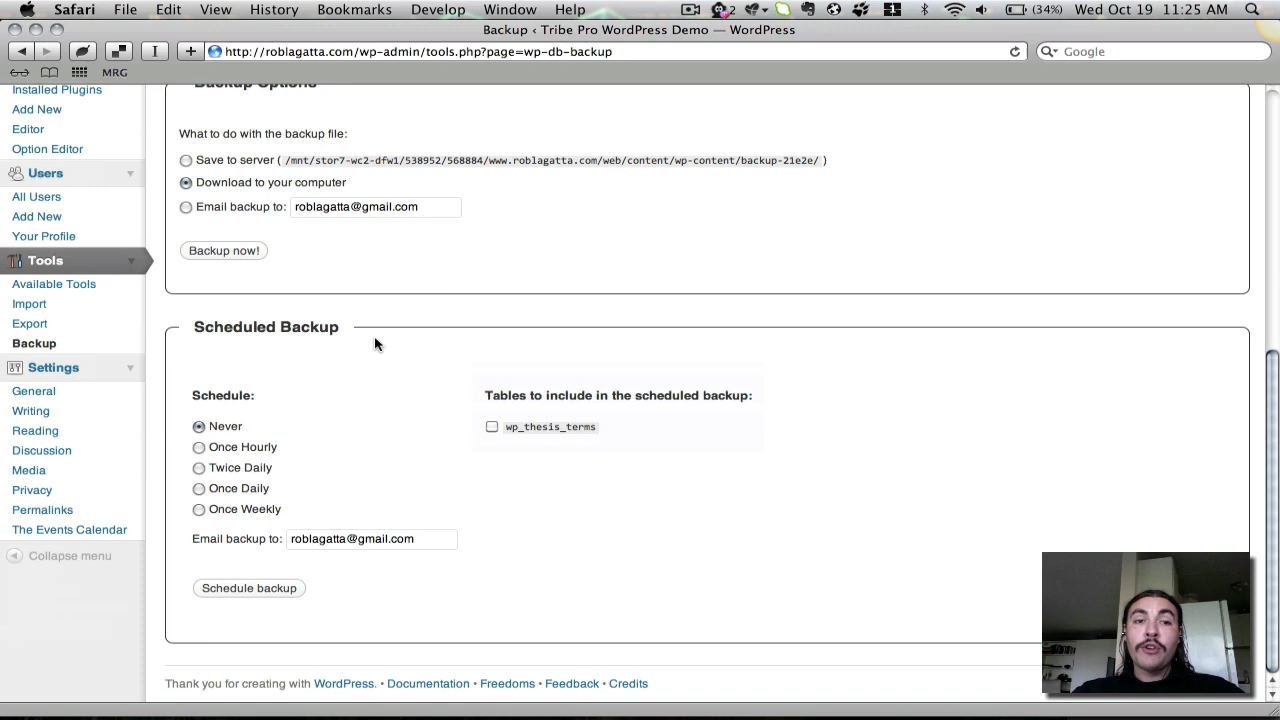 Safari File Edit View History Bookmarks Develop Window Help 2 (34%) Wed Oct 19 11:25 AM
Backup ‹ Tribe Pro WordPress Demo — WordPress
http://roblagatta.com/wp-admin/tools.php?page=wp-db-backup Google
MRG
Installed Plugins
Add New
Editor
Option Editor
Users
All Users
Add New
Your Profile
Tools
Available Tools
Import
Export
Backup
Settings
General
Writing
Reading
Discussion
Media
Privacy
Permalinks
The Events Calendar
Collapse menu
Backup Options
What to do with the backup file:
Save to server ( /mnt/stor7-wc2-dfw1/538952/568884/www.roblagatta.com/web/content/wp-content/backup-21e2e/ )
Download to your computer
Email backup to: roblagatta@gmail.com
Backup now!
Scheduled Backup
Schedule:
Never
Once Hourly
Twice Daily
Once Daily
Once Weekly
Tables to include in the scheduled backup:
wp_thesis_terms
Email backup to: roblagatta@gmail.com
Schedule backup
Thank you for creating with WordPress. • Documentation • Freedoms • Feedback • Credits